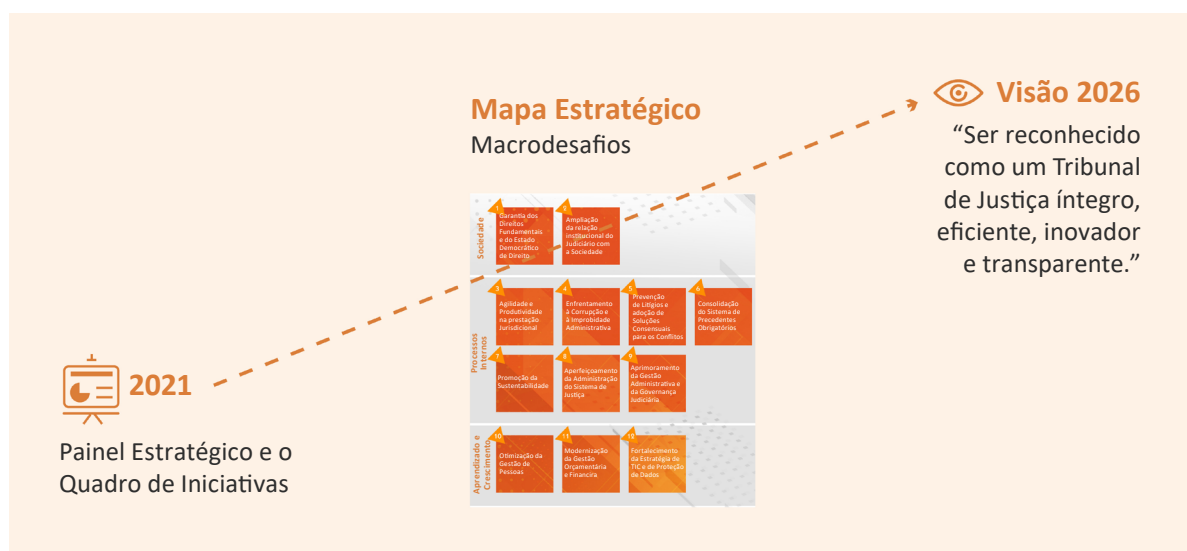 Mapa Estratégico
Macrodesafios
Visão 2026
“Ser reconhecido
como um Tribunal
de Justiça íntegro,
eficiente, inovador
e transparente.”
2021
Painel Estratégico e o
Quadro de Iniciativas
Sociedade
1
Garantia dos
Direitos
Fundamentais
e do Estado
Democrático
de Direito
2
Ampliação
da relação
institucional do
Judiciário com
a Sociedade
Processos
Internos
3
Agilidade e
Produtividade
na prestação
Jurisdicional
4
Enfrentamento
à Corrupção e
à Improbidade
Administrativa
5
Prevenção
de Litígios e
adoção de
Soluções
Consensuais
para os Conflitos
6
Consolidação
do Sistema de
Precedentes
Obrigatórios
7
Promoção da
Sustentabilidade
8
Aperfeiçoamento
da Administração
do Sistema de
Justiça
9
Aprimoramento
da Gestão
Administrativa e
da Governança
Judiciária
Aprendizado e
Crescimento
10
Otimização da
Gestão de
Pessoas
11
Modernização
da Gestão
Orçamentária
e Financira
12
Fortalecimento
da Estratégia de
TIC e de Proteção
de Dados